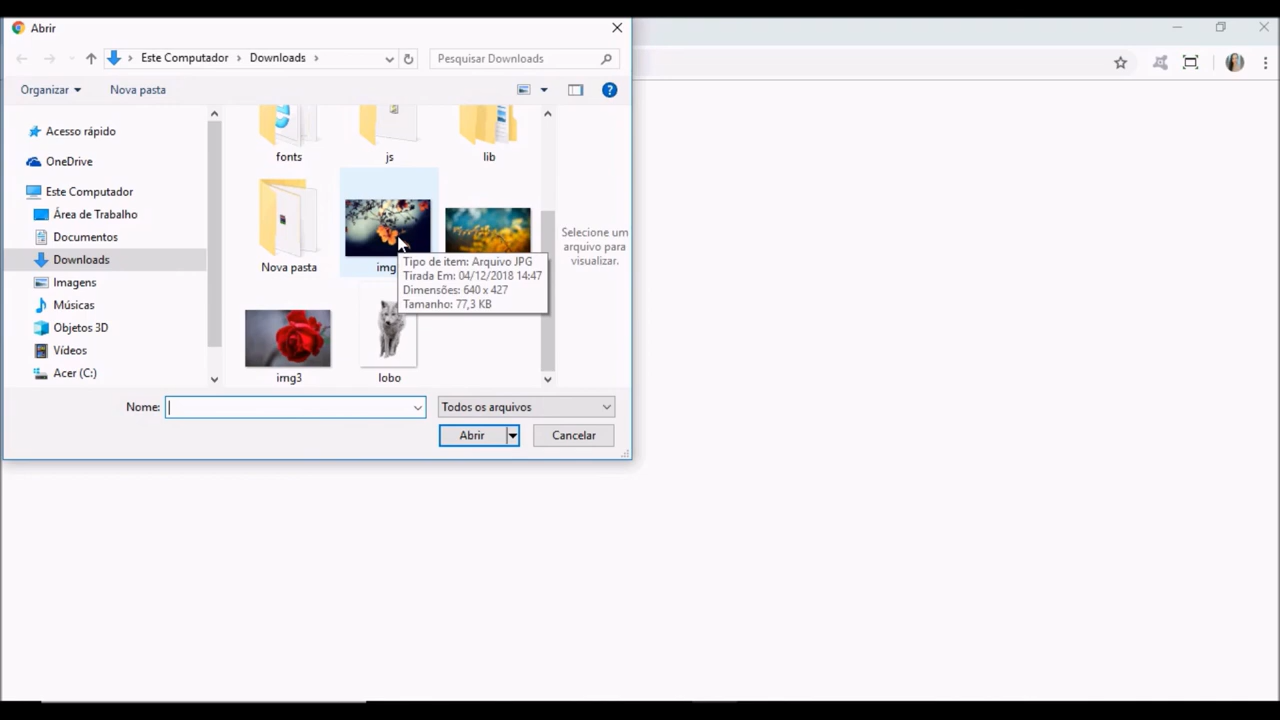 Abrir
Este Computador
Downloads
Pesquisar Downloads
Organizar
Nova pasta
Acesso rápido
OneDrive
Este Computador
Área de Trabalho
Documentos
Downloads
Imagens
Músicas
Objetos 3D
Vídeos
Acer (C:)
fonts
js
lib
Nova pasta
img
Tipo de item: Arquivo JPG
Tirada Em: 04/12/2018 14:47
Dimensões: 640 x 427
Tamanho: 77,3 KB
img3
lobo
Selecione um
arquivo para
visualizar.
Nome:
Todos os arquivos
Abrir
Cancelar